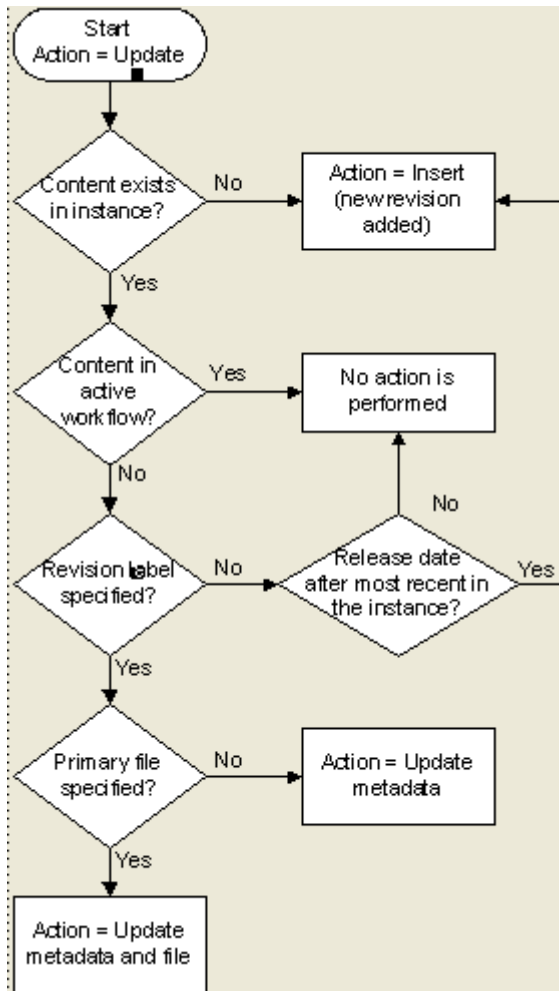 Start
Action = Update
Content exists
in instance?
No
Action = Insert
(new revision
added)
Yes
Content in
active
workflow?
Yes
No action is
performed
No
No
Revision label
specified?
No
Release date
after most recent in
the instance?
Yes
Yes
Primary file
specified?
No
Action = Update
metadata
Yes
Action = Update
metadata and file